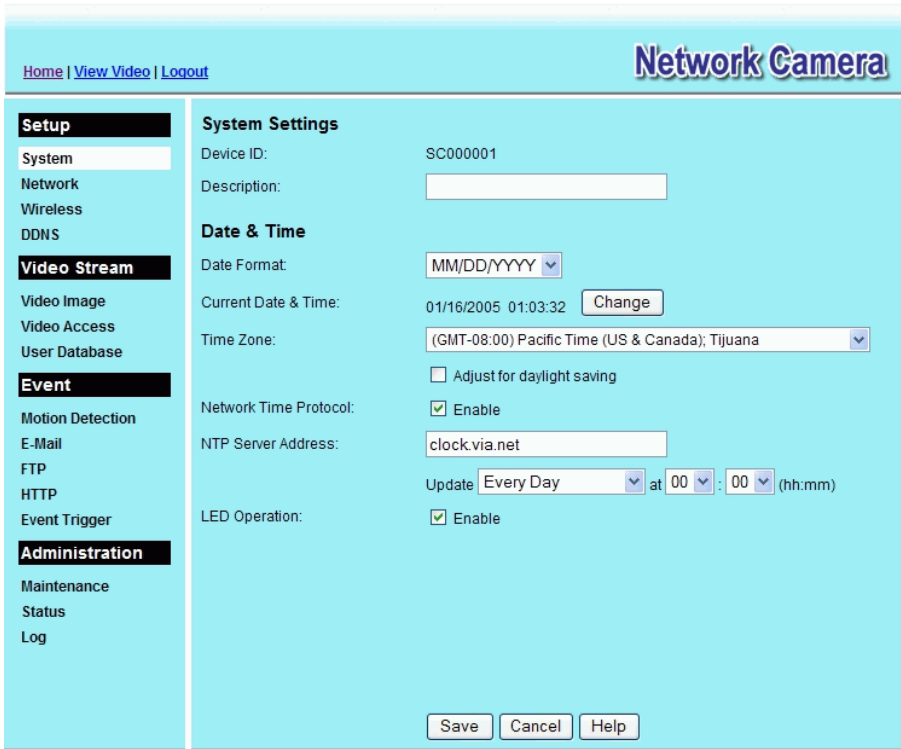 Home | View Video | Logout
Network Camera
Setup
System
Network
Wireless
DDNS
Video Stream
Video Image
Video Access
User Database
Event
Motion Detection
E-Mail
FTP
HTTP
Event Trigger
Administration
Maintenance
Status
Log
System Settings
Device ID: SC000001
Description:
Date & Time
Date Format: MM/DD/YYYY
Current Date & Time: 01/16/2005 01:03:32 Change
Time Zone: (GMT-08:00) Pacific Time (US & Canada); Tijuana
Adjust for daylight saving
Network Time Protocol: Enable
NTP Server Address: clock.via.net
Update Every Day at 00 : 00 (hh:mm)
LED Operation: Enable
Save Cancel Help